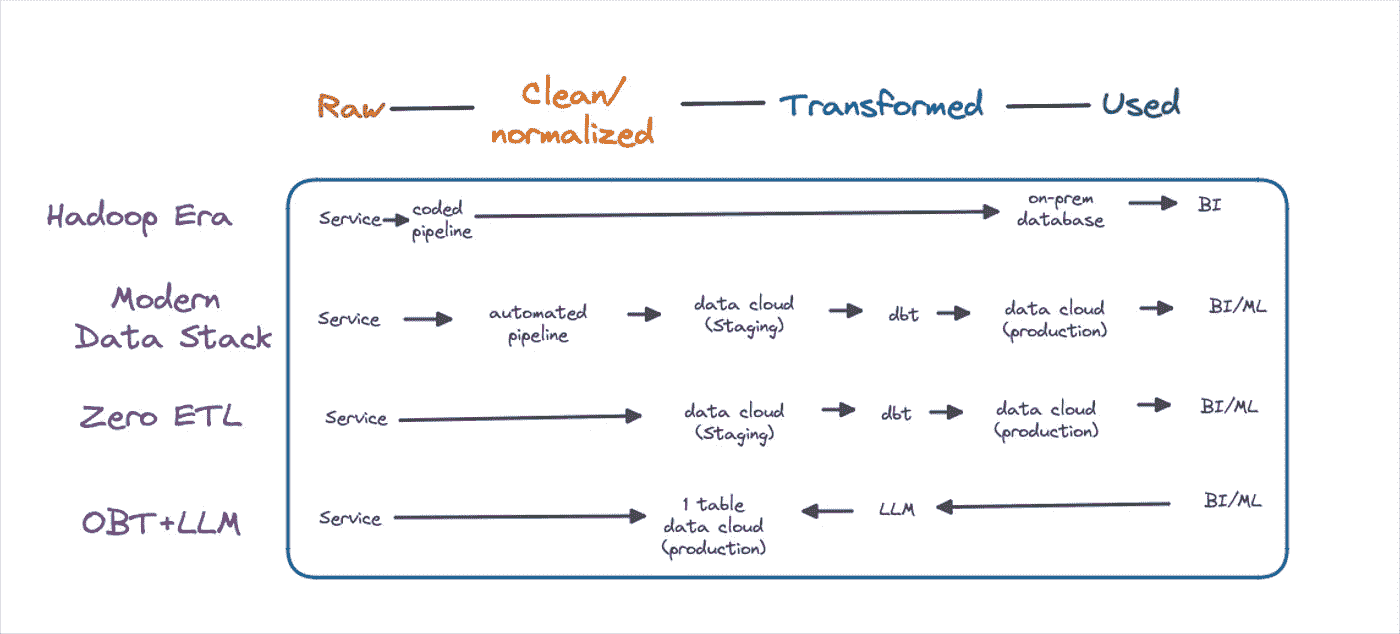 Raw
Clean/
normalized
Transformed
Used
Hadoop Era
Service
coded
pipeline
on-prem
database
BI
Modern
Data Stack
Service
automated
pipeline
data cloud
(Staging)
dbt
data cloud
(production)
BI/ML
Zero ETL
Service
data cloud
(Staging)
dbt
data cloud
(production)
BI/ML
OBT+LLM
Service
1 table
data cloud
(production)
LLM
BI/ML